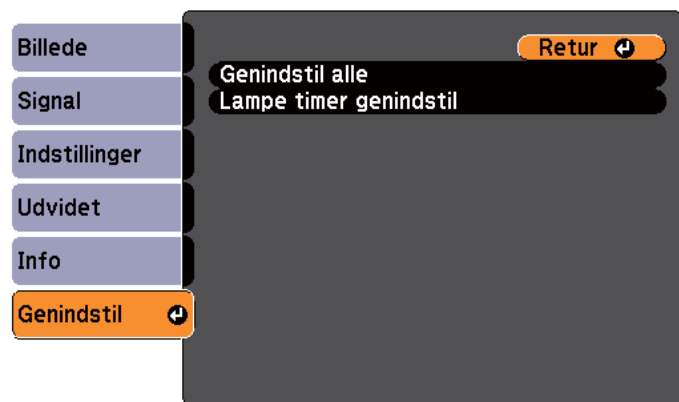 Billede
Signal
Indstillinger
Udvidet
Info
Genindstil
Retur
Genindstil alle
Lampe timer genindstil